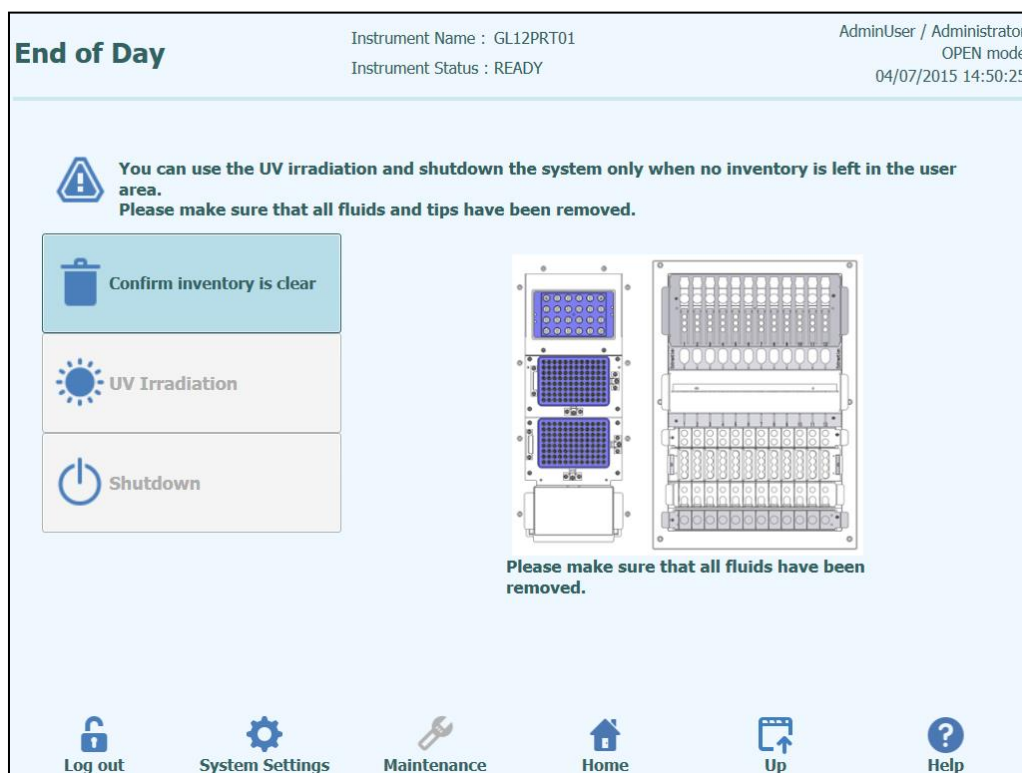 End of Day
Instrument Name : GL12PRT01
Instrument Status : READY
AdminUser / Administrator
OPEN mode
04/07/2015 14:50:25
You can use the UV irradiation and shutdown the system only when no inventory is left in the user
area.
Please make sure that all fluids and tips have been removed.
Confirm inventory is clear
UV Irradiation
Shutdown
Please make sure that all fluids have been
removed.
Log out
System Settings
Maintenance
Home
Up
Help